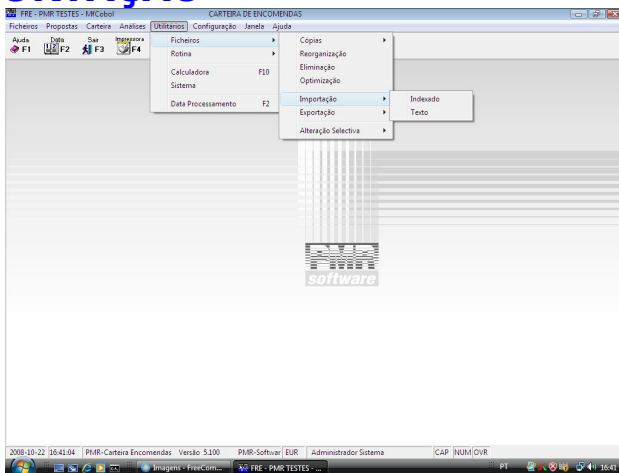 FRE - PMR TESTES - MfCobol CARTEIRA DE ENCOMENDAS
Ficheiros Propostas Carteira Análises Utilitários Configuração Janela Ajuda
Ajuda Data Sair Impressora
F1 F2 F3 F4
Ficheiros
Rotina
Calculadora F10
Sistema
Data Processamento F2
Cópias
Reorganização
Eliminação
Optimização
Importação
Exportação
Alteração Selectiva
Indexado
Texto
PMR
software
2008-10-22 16:41:04 PMR-Carteira Encomendas Versão 5.100 PMR-Softwar EUR Administrador Sistema CAP NUM OVR
Imagens - FreeCom... FRE - PMR TESTES - ... PT 16:41